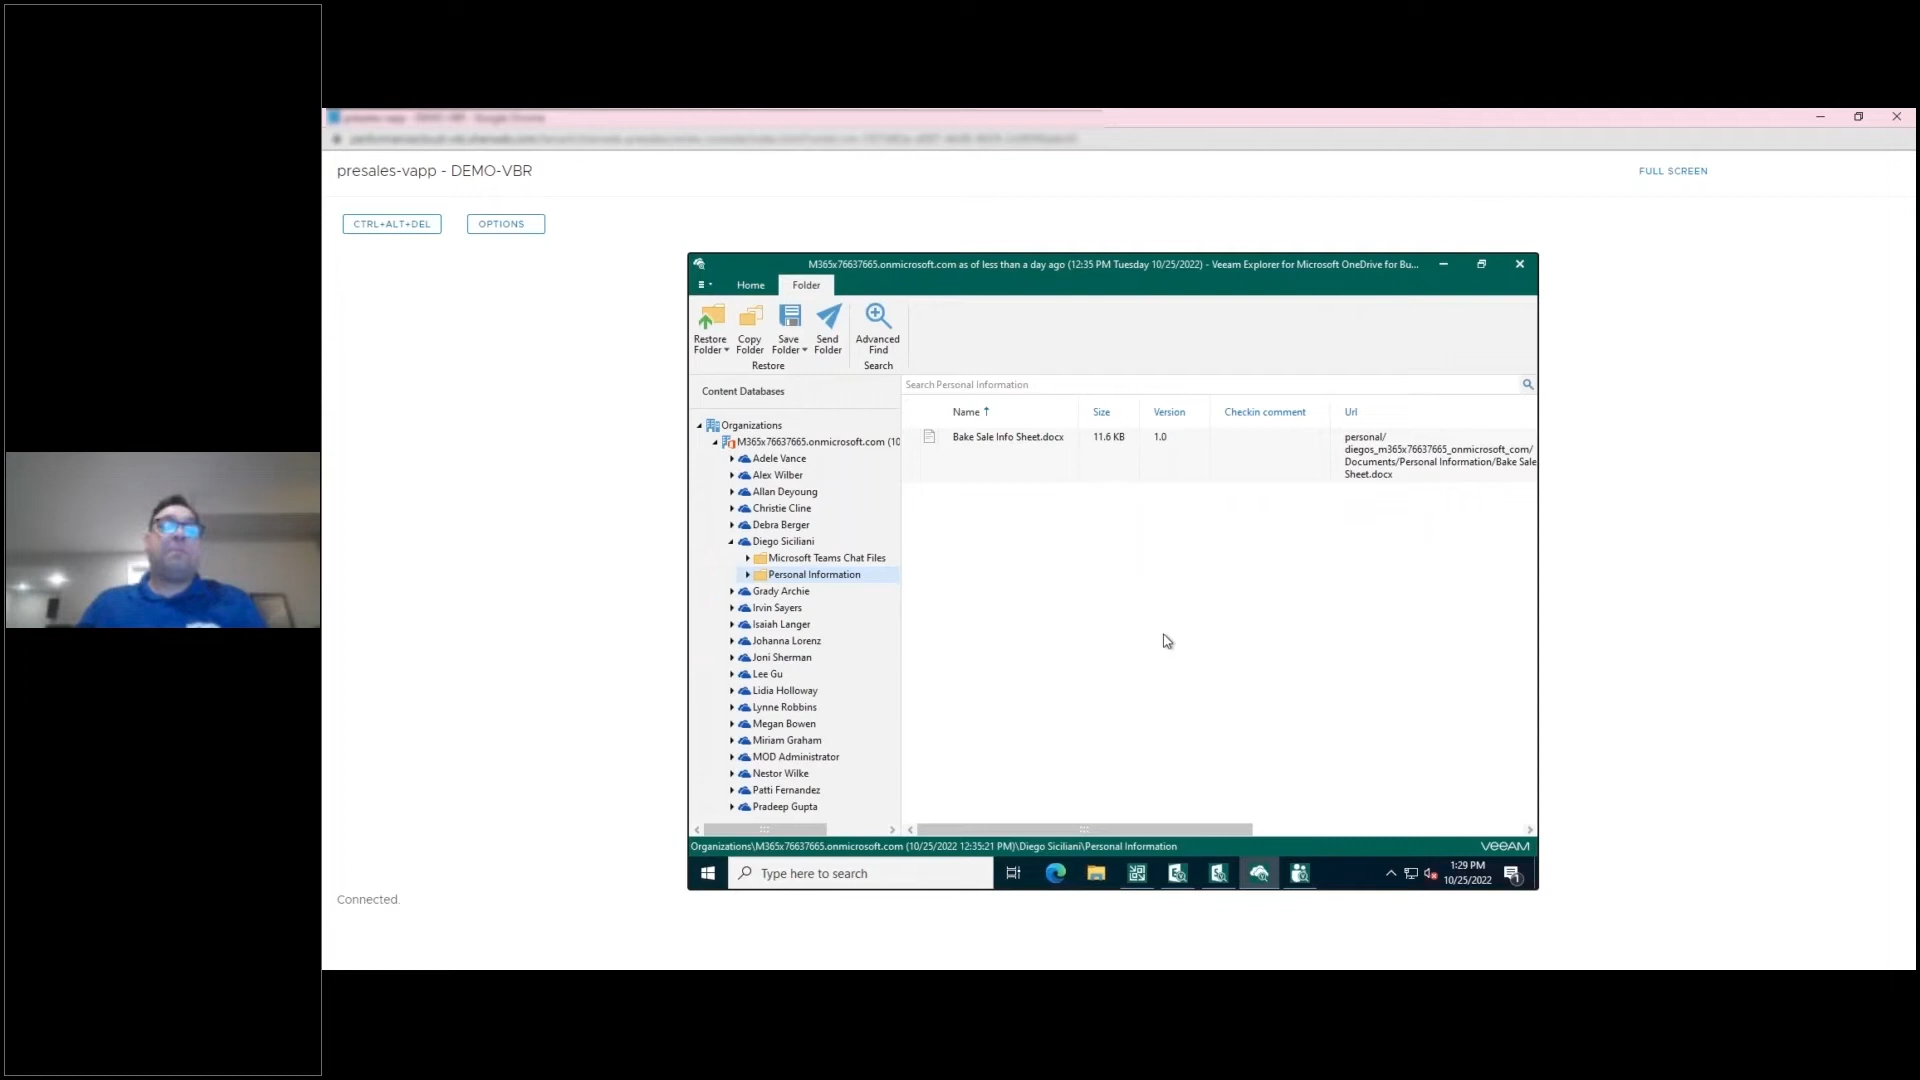 presales-vapp - DEMO-VBR - Google Chrome
presales-vapp - DEMO-VBR
FULL SCREEN
CTRL+ALT+DEL
OPTIONS
M365x76637665.onmicrosoft.com as of less than a day ago (12:35 PM Tuesday 10/25/2022) - Veeam Explorer for Microsoft OneDrive for Bu...
Home
Folder
Restore Folder
Copy Folder
Save Folder
Send Folder
Advanced Find
Restore
Search
Content Databases
Search Personal Information
Name
Size
Version
Checkin comment
Url
Bake Sale Info Sheet.docx
11.6 KB
1.0
personal/
diegos_m365x76637665_onmicrosoft_com/
Documents/Personal Information/Bake Sale
Sheet.docx
Organizations
M365x76637665.onmicrosoft.com (10
Adele Vance
Alex Wilber
Allan Deyoung
Christie Cline
Debra Berger
Diego Siciliani
Microsoft Teams Chat Files
Personal Information
Grady Archie
Irvin Sayers
Isaiah Langer
Johanna Lorenz
Joni Sherman
Lee Gu
Lidia Holloway
Lynne Robbins
Megan Bowen
Miriam Graham
MOD Administrator
Nestor Wilke
Patti Fernandez
Pradeep Gupta
Organizations\M365x76637665.onmicrosoft.com (10/25/2022 12:35:21 PM)\Diego Siciliani\Personal Information
veeAM
Type here to search
1:29 PM
10/25/2022
1
Connected.